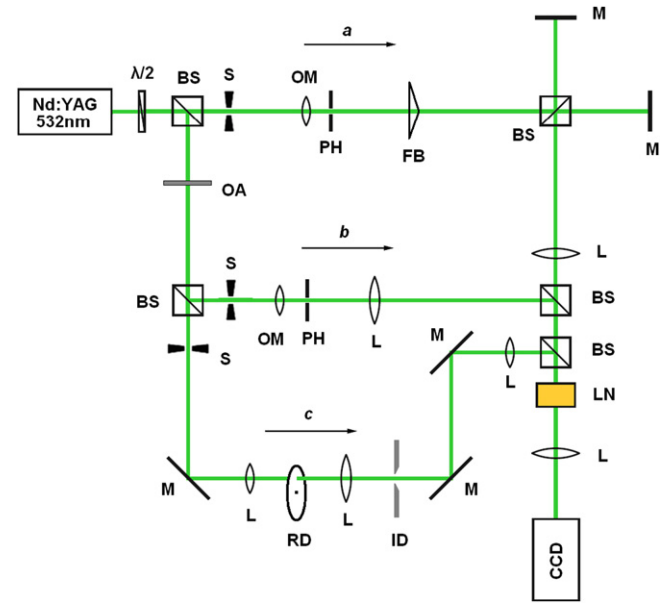 a
M
λ/2
BS
S
OM
Nd:YAG
532nm
PH
FB
BS
M
OA
b
S
L
BS
OM
PH
L
BS
S
M
L
BS
LN
c
M
L
RD
L
ID
M
L
CCD